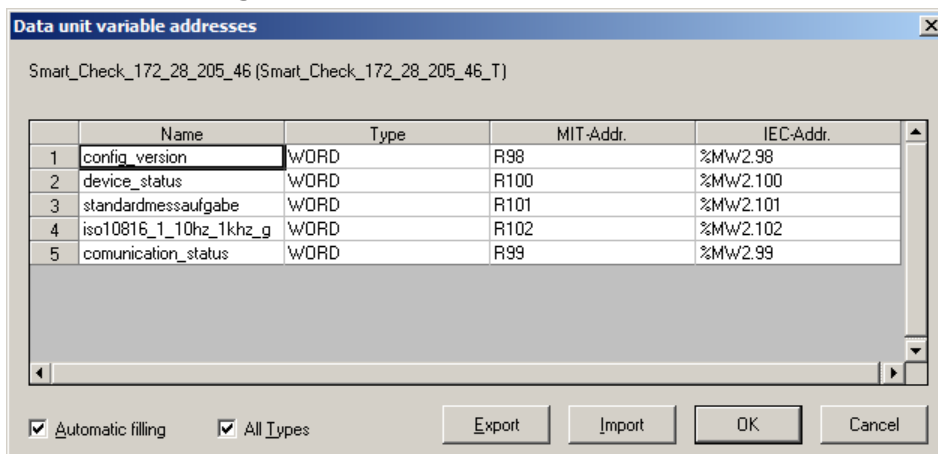 Data unit variable addresses
Smart_Check_172_28_205_46 (Smart_Check_172_28_205_46_T)
Name Type MIT-Addr. IEC-Addr.
1 config_version WORD R98 %MW2.98
2 device_status WORD R100 %MW2.100
3 standardmessaufgabe WORD R101 %MW2.101
4 iso10816_1_10hz_1khz_g WORD R102 %MW2.102
5 comunication_status WORD R99 %MW2.99
Automatic filling All Types Export Import OK Cancel